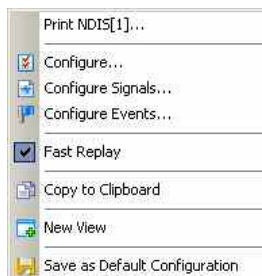 Print NDIS[1]...
Configure...
Configure Signals...
Configure Events...
Fast Replay
Copy to Clipboard
New View
Save as Default Configuration